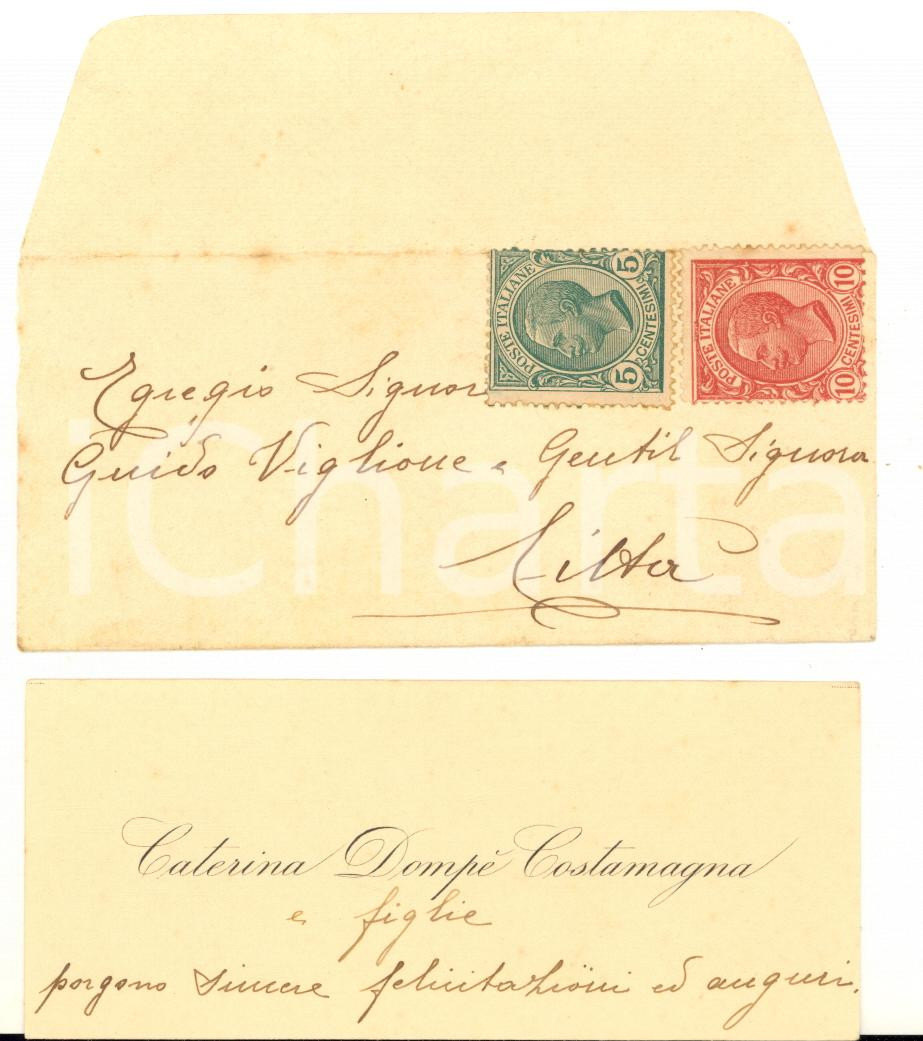 POSTE ITALIANE
5 CENTESIMI 5
POSTE ITALIANE
10 CENTESIMI 10
Egregio Signor
Guido Viglione e Gentil Signora
Città
iCharta
Caterina Dompè Costamagna
e figlie
porgono sincere felicitazioni ed auguri.